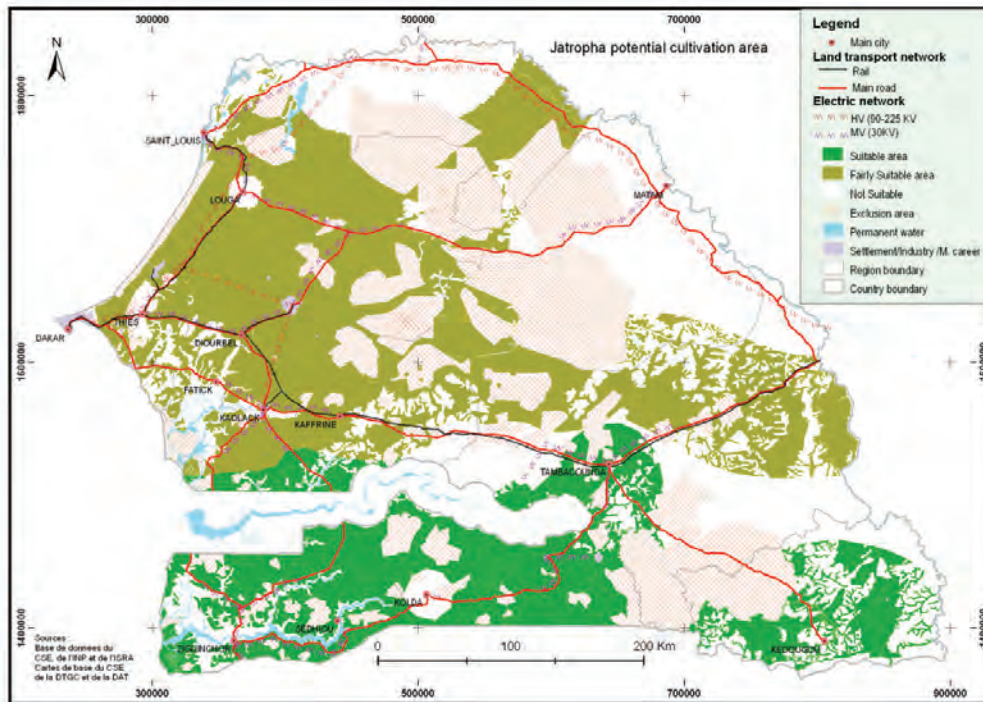 300000
500000
700000
N
Jatropha potential cultivation area
Legend
Main city
Land transport network
Rail
Main road
Electric network
HV (90-225 KV
MV (30KV)
Suitable area
Fairly Suitable area
Not Suitable
Exclusion area
Permanent water
Settlement/Industry /M. career
Region boundary
Country boundary
1800000
SAINT_LOUIS
LOUGA
MATAM
THIES
DAKAR
DIOURBEL
1600000
FATICK
KAOLACK
KAFFRINE
TAMBACOUNDA
KOLDA
SEDHIOU
ZIGUINCHOR
KEDOUGOU
1400000
Sources :
Base de donnees du
CSE, de l'INP et de l'ISRA
Cartes de base du CSE
de la DTGC et de la DAT
0 100 200 Km
300000
500000
700000
900000